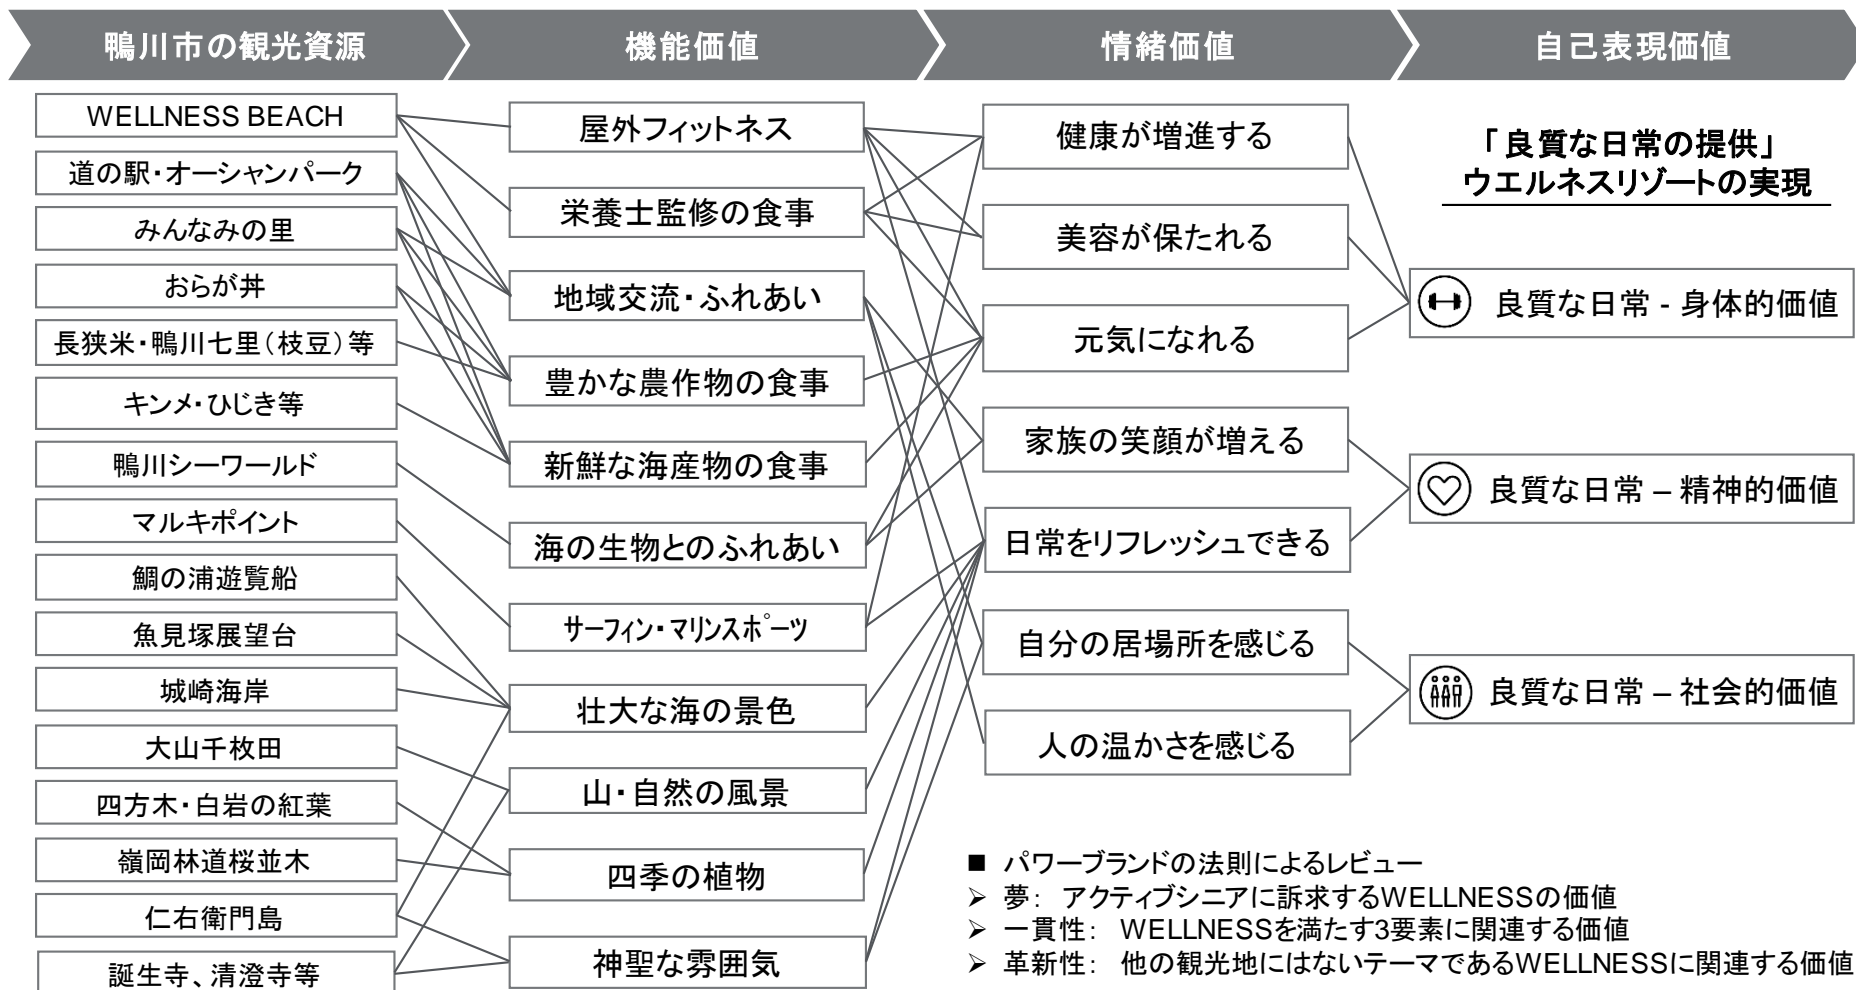 鴨川市の観光資源
機能価値
情緒価値
自己表現価値
WELLNESS BEACH
道の駅・オーシャンパーク
みんなみの里
おらが丼
長狭米・鴨川七里（枝豆）等
キンメ・ひじき等
鴨川シーワールド
マルキポイント
鯛の浦遊覧船
魚見塚展望台
城崎海岸
大山千枚田
四方木・白岩の紅葉
嶺岡林道桜並木
仁右衛門島
誕生寺、清澄寺等
屋外フィットネス
栄養士監修の食事
地域交流・ふれあい
豊かな農作物の食事
新鮮な海産物の食事
海の生物とのふれあい
サーフィン・マリンスポーツ
壮大な海の景色
山・自然の風景
四季の植物
神聖な雰囲気
健康が増進する
美容が保たれる
元気になれる
家族の笑顔が増える
日常をリフレッシュできる
自分の居場所を感じる
人の温かさを感じる
「良質な日常の提供」
ウエルネスリゾートの実現
良質な日常 - 身体的価値
良質な日常 – 精神的価値
良質な日常 – 社会的価値
■ パワーブランドの法則によるレビュー
➢ 夢： アクティブシニアに訴求するWELLNESSの価値
➢ 一貫性： WELLNESSを満たす3要素に関連する価値
➢ 革新性： 他の観光地にはないテーマであるWELLNESSに関連する価値